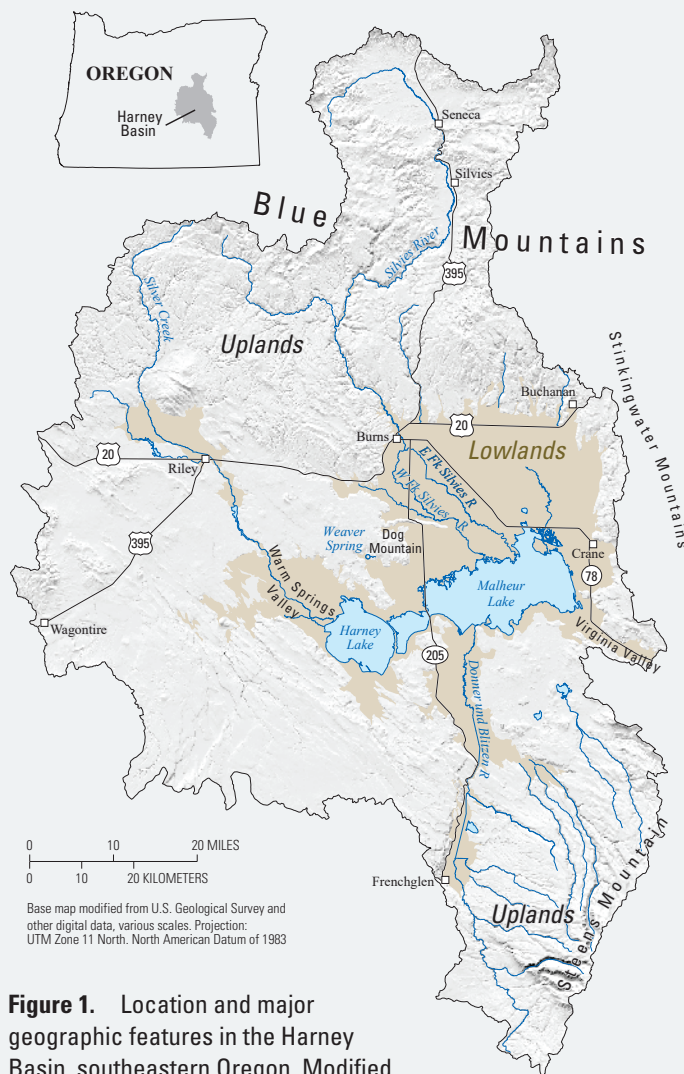 OREGON
Harney
Basin
Seneca
Silvies
Blue
Mountains
Silvies River
395
Silver Creek
Uplands
Stinkingwater Mountains
Buchanan
20
Burns
Lowlands
20
Riley
E Fk Silvies R
W Fk Silvies R
395
Weaver
Spring
Dog
Mountain
Crane
78
Warm Springs
Valley
Malheur
Lake
Wagontire
Harney
Lake
Virginia Valley
205
Donner und Blitzen R
0 10 20 MILES
0 10 20 KILOMETERS
Frenchglen
Uplands
Steens Mountain
Base map modified from U.S. Geological Survey and
other digital data, various scales. Projection:
UTM Zone 11 North. North American Datum of 1983
Figure 1. Location and major
geographic features in the Harney
Basin, southeastern Oregon. Modified